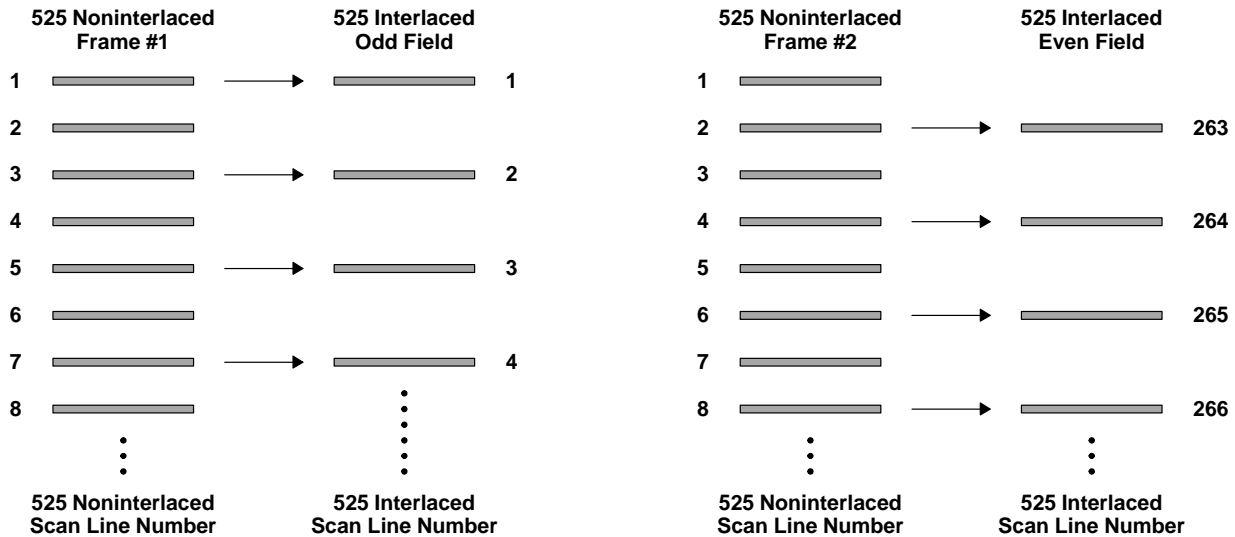 525 Noninterlaced
Frame #1
525 Interlaced
Odd Field
1
1
2
3
2
4
5
3
6
7
4
8
525 Noninterlaced
Scan Line Number
525 Interlaced
Scan Line Number
525 Noninterlaced
Frame #2
525 Interlaced
Even Field
1
2
263
3
4
264
5
6
265
7
8
266
525 Noninterlaced
Scan Line Number
525 Interlaced
Scan Line Number